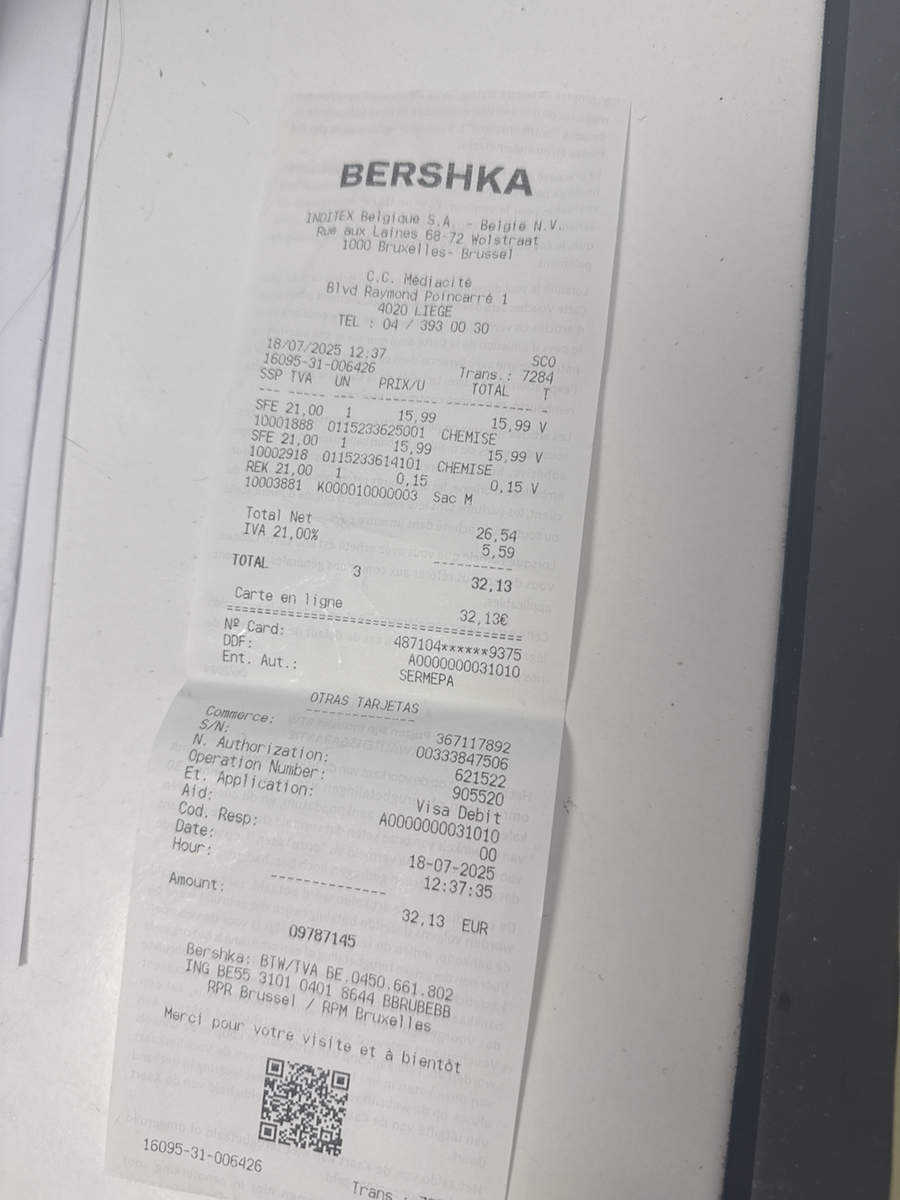 BERSHKA
INDITEX Belgique S.A. - België N.V.
Rue aux Laines 68-72 Wolstraat
1000 Bruxelles- Brussel
C.C. Médiacité
Blvd Raymond Poincarré 1
4020 LIEGE
TEL : 04 / 393 00 30
18/07/2025 12:37 SCO
16095-31-006426 Trans.: 7284
SSP TVA UN PRIX/U TOTAL T
--- ----- ---- ---------- ---------- -
SFE 21,00 1 15,99 15,99 V
10001888 0115233625001 CHEMISE
SFE 21,00 1 15,99 15,99 V
10002918 0115233614101 CHEMISE
REK 21,00 1 0,15 0,15 V
10003881 K000010000003 Sac M
Total Net 26,54
IVA 21,00% 5,59
----------
TOTAL 3 32,13
Carte en ligne 32,13€
========================================
Nº Card: 487104******9375
DDF: A0000000031010
Ent. Aut.: SERMEPA
OTRAS TARJETAS
--------------
Commerce: 367117892
S/N: 00333847506
N. Authorization: 621522
Operation Number: 905520
Et. Application: Visa Debit
Aid: A0000000031010
Cod. Resp: 00
Date: 18-07-2025
Hour: 12:37:35
--------------
Amount: 32,13 EUR
09787145
Bershka: BTW/TVA BE.0450.661.802
ING BE55 3101 0401 8644 BBRUBEBB
RPR Brussel / RPM Bruxelles
Merci pour votre visite et à bientôt
16095-31-006426
Trans.: